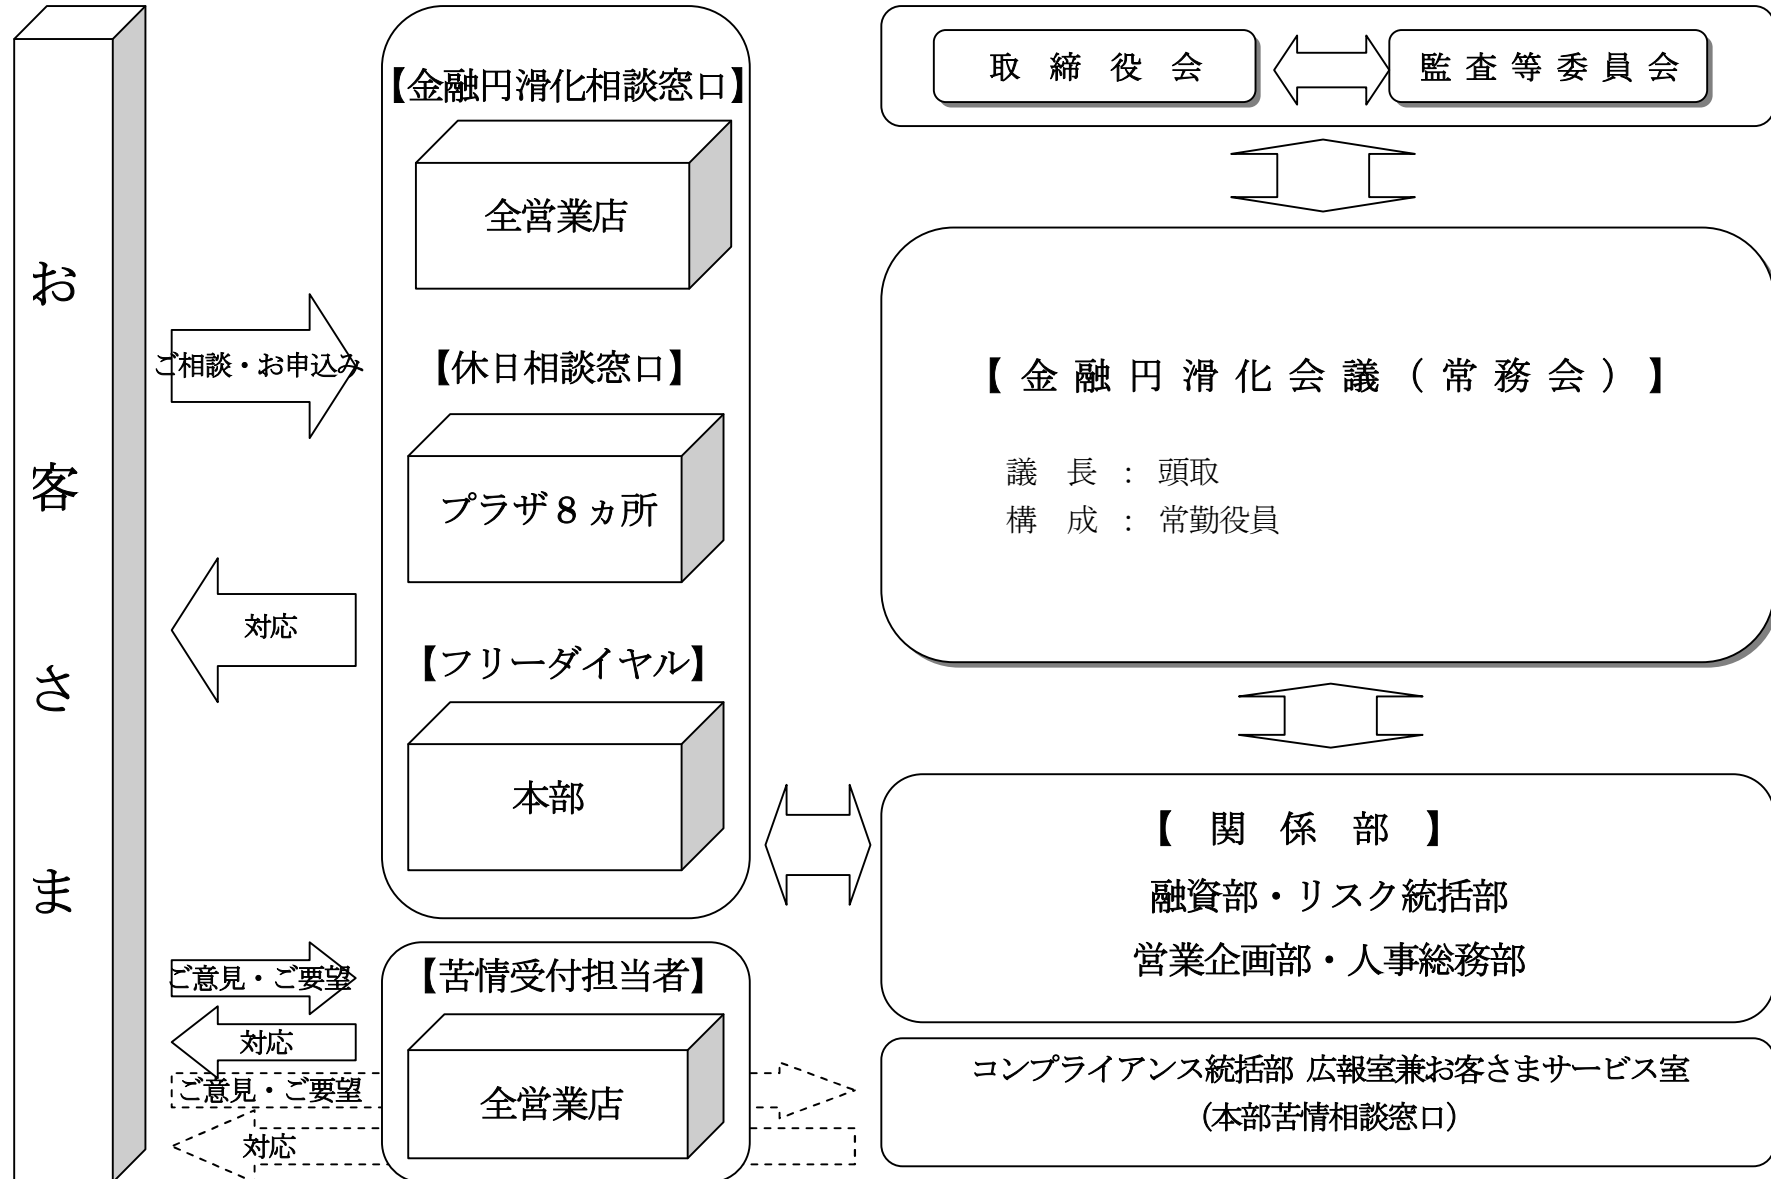 お客さま
ご相談・お申込み
対応
ご意見・ご要望
対応
ご意見・ご要望
対応
【金融円滑化相談窓口】
全営業店
【休日相談窓口】
プラザ８ヵ所
【フリーダイヤル】
本部
【苦情受付担当者】
全営業店
取締役会
監査等委員会
【金融円滑化会議（常務会）】
議　長　：　頭取
構　成　：　常勤役員
【　関　係　部　】
融資部・リスク統括部
営業企画部・人事総務部
コンプライアンス統括部 広報室兼お客さまサービス室
（本部苦情相談窓口）